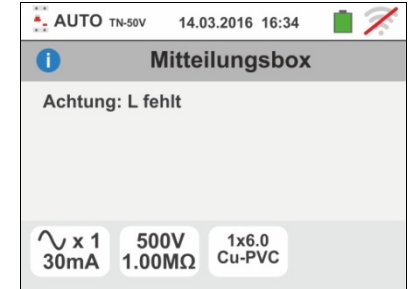 AUTO TN-50V 14.03.2016 16:34
i Mitteilungsbox
Achtung: L fehlt
x 1 500V 1x6.0
30mA 1.00MΩ Cu-PVC